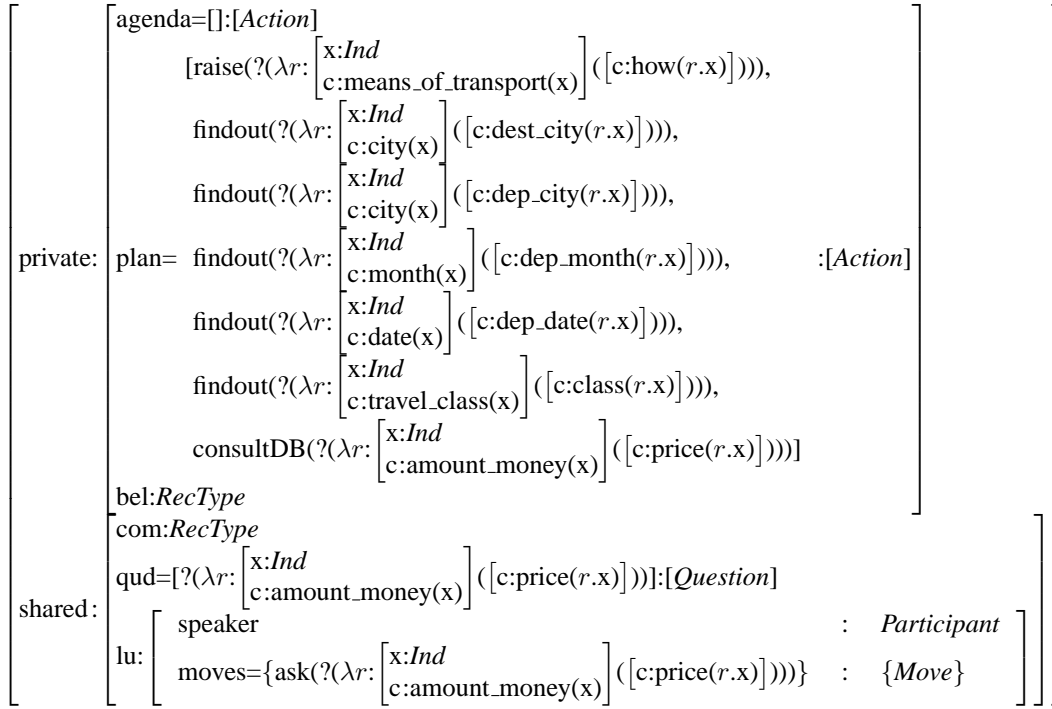 agenda=[]:[Action]
[raise(?(λr:[x:Ind
c:means_of_transport(x)]([c:how(r.x)]))),
findout(?(λr:[x:Ind
c:city(x)]([c:dest_city(r.x)]))),
findout(?(λr:[x:Ind
c:city(x)]([c:dep_city(r.x)]))),
private: plan= findout(?(λr:[x:Ind
c:month(x)]([c:dep_month(r.x)]))), :[Action]
findout(?(λr:[x:Ind
c:date(x)]([c:dep_date(r.x)]))),
findout(?(λr:[x:Ind
c:travel_class(x)]([c:class(r.x)]))),
consultDB(?(λr:[x:Ind
c:amount_money(x)]([c:price(r.x)])))]
bel:RecType
com:RecType
qud=[?(λr:[x:Ind
c:amount_money(x)]([c:price(r.x)]))]:[Question]
shared:
lu: speaker : Participant
moves={ask(?(λr:[x:Ind
c:amount_money(x)]([c:price(r.x)])))} : {Move}